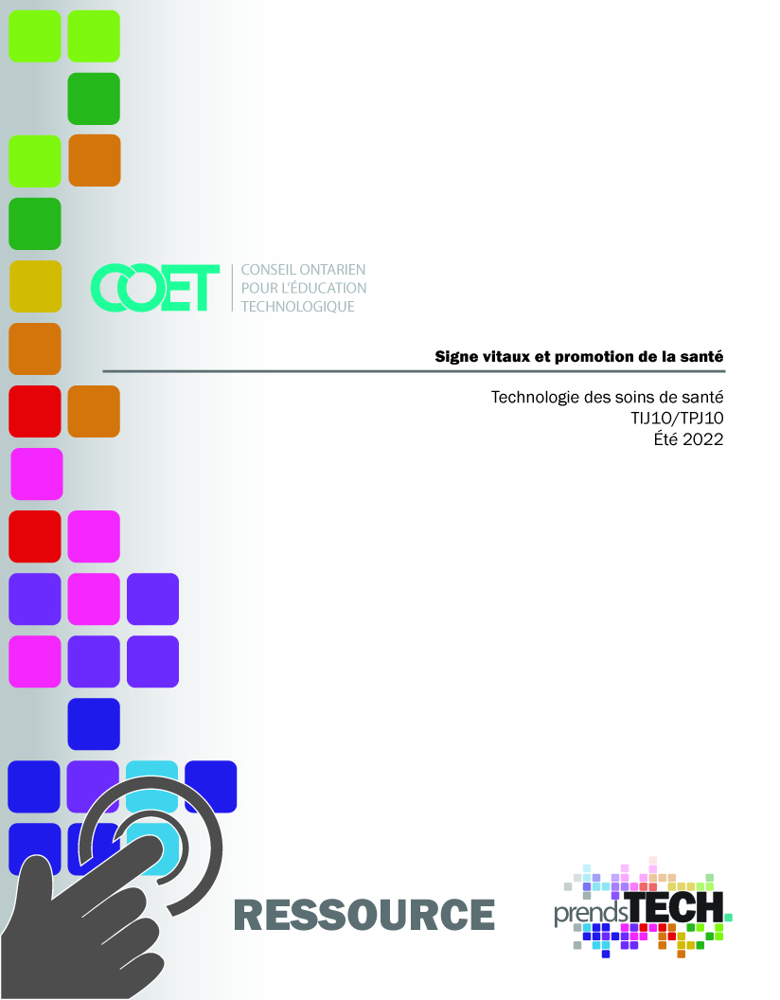 COET
CONSEIL ONTARIEN
POUR L'ÉDUCATION
TECHNOLOGIQUE
Signe vitaux et promotion de la santé
Technologie des soins de santé
TIJ1O/TPJ1O
Été 2022
RESSOURCE
prendsTECH